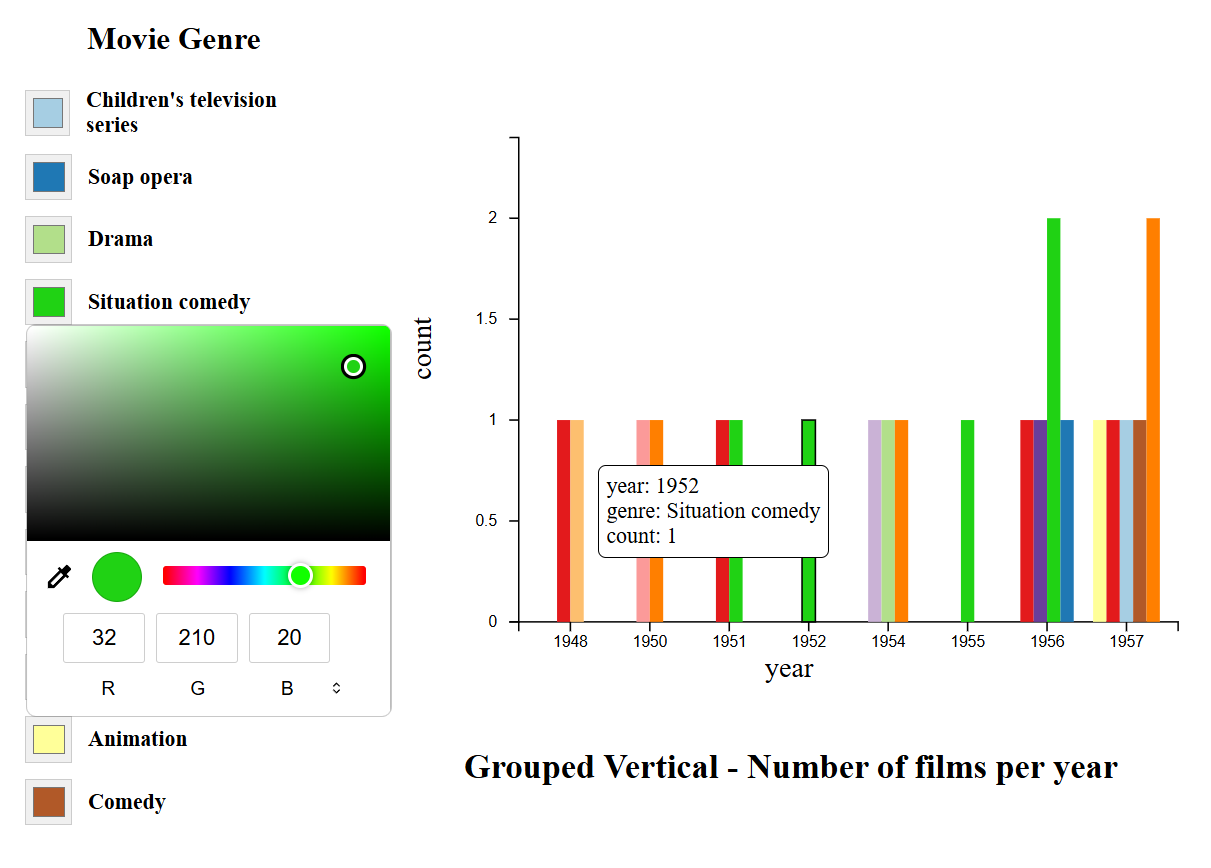 Movie Genre
Children's television
series
Soap opera
Drama
Situation comedy
32 210 20
R G B
Animation
Comedy
count
2
1.5
1
0.5
0
year: 1952
genre: Situation comedy
count: 1
1948 1950 1951 1952 1954 1955 1956 1957
year
Grouped Vertical - Number of films per year